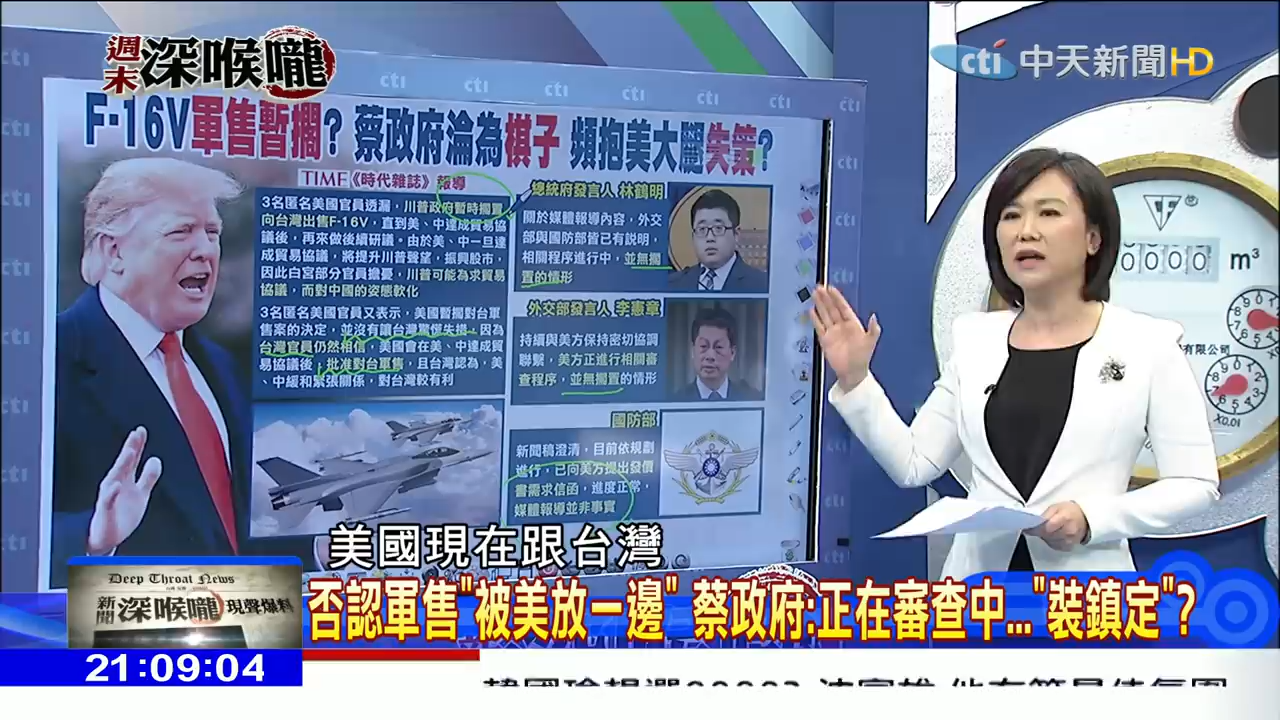 週末深喉嚨
cti 中天新聞HD
F-16V軍售暫擱? 蔡政府淪為棋子 頻抱美大腿失策?
TIME《時代雜誌》報導
3名匿名美國官員透漏,川普政府暫時擱置
向台灣出售F-16V,直到美、中達成貿易協
議後,再來做後續研議。由於美、中一旦達
成貿易協議,將提升川普聲望,振興股市,
因此白宮部分官員擔憂,川普可能為求貿易
協議,而對中國的姿態軟化
3名匿名美國官員又表示,美國暫擱對台軍
售案的決定,並沒有讓台灣驚慌失措,因為
台灣官員仍然相信,美國會在美、中達成貿
易協議後,批准對台軍售,且台灣認為,美
、中緩和緊張關係,對台灣較有利
總統府發言人 林鶴明
關於媒體報導內容,外交
部與國防部皆已有說明,
相關程序進行中,並無擱
置的情形
外交部發言人 李憲章
持續與美方保持密切協調
聯繫,美方正進行相關審
查程序,並無擱置的情形
國防部
新聞稿澄清,目前依規劃
進行,已向美方提出發價
書需求信函,進度正常,
媒體報導並非事實
m³
有限公司
X0.01
美國現在跟台灣
Deep Throat News
新聞深喉嚨 現聲爆料
否認軍售"被美放一邊" 蔡政府:正在審查中..."裝鎮定"?
21:09:04